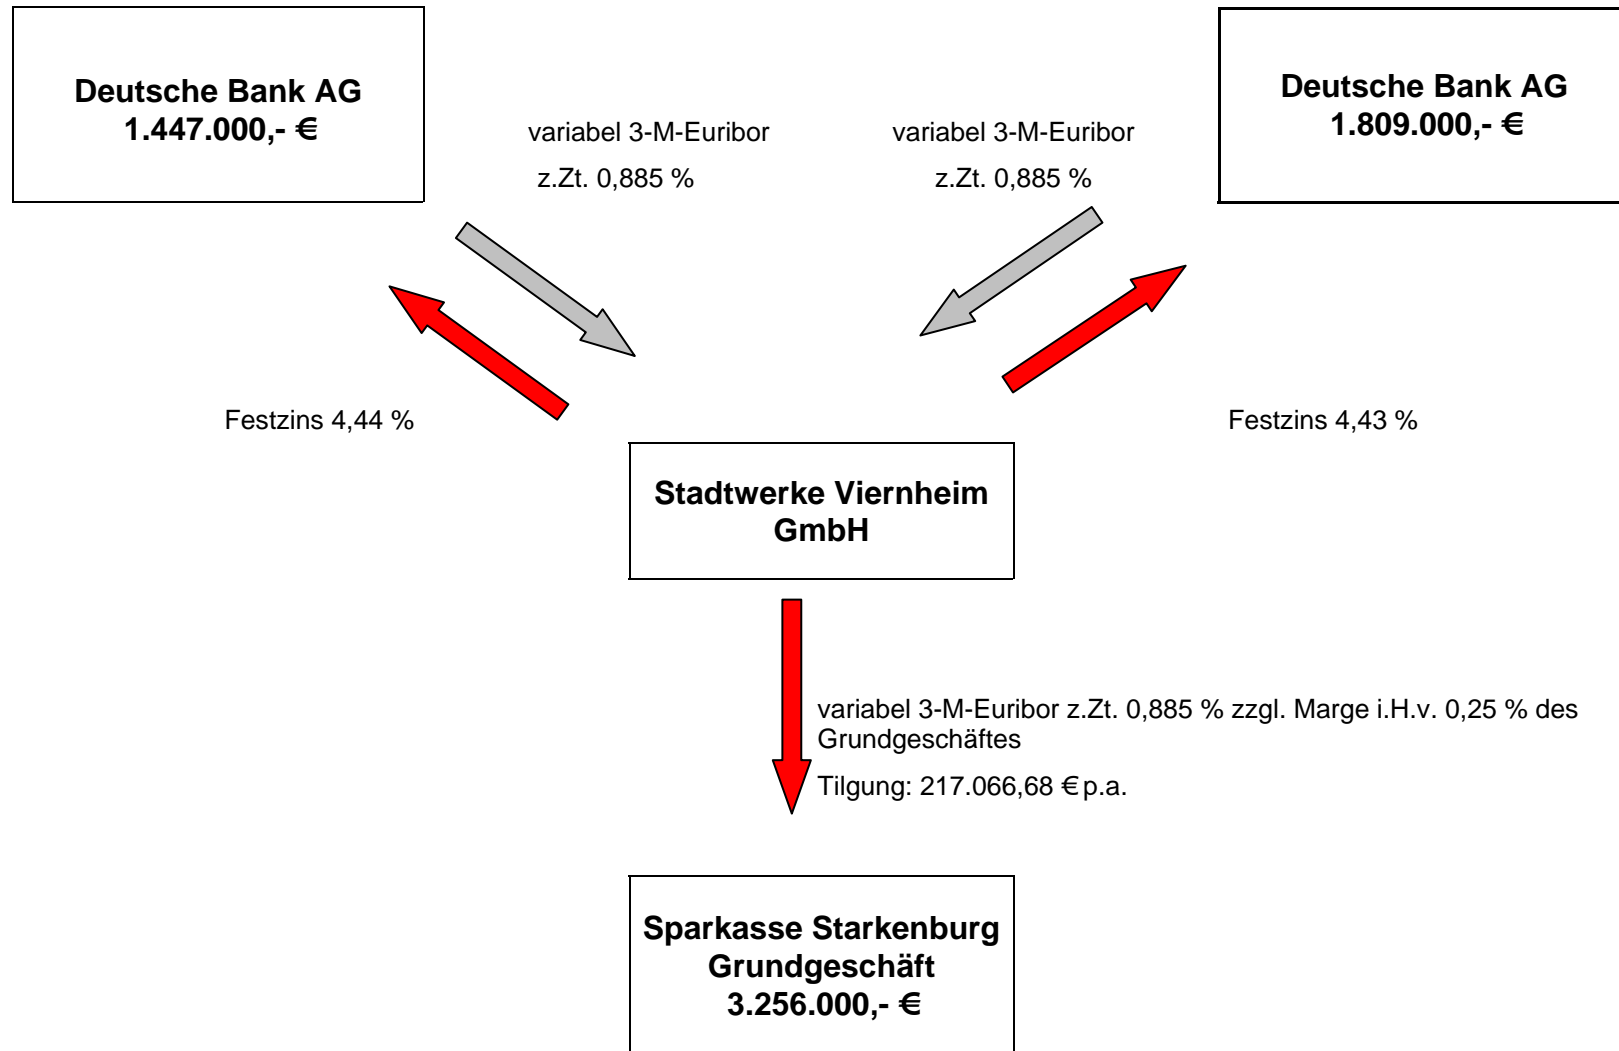 Deutsche Bank AG
1.447.000,- €
variabel 3-M-Euribor
z.Zt. 0,885 %
variabel 3-M-Euribor
z.Zt. 0,885 %
Deutsche Bank AG
1.809.000,- €
Festzins 4,44 %
Festzins 4,43 %
Stadtwerke Viernheim
GmbH
variabel 3-M-Euribor z.Zt. 0,885 % zzgl. Marge i.H.v. 0,25 % des
Grundgeschäftes
Tilgung: 217.066,68 € p.a.
Sparkasse Starkenburg
Grundgeschäft
3.256.000,- €